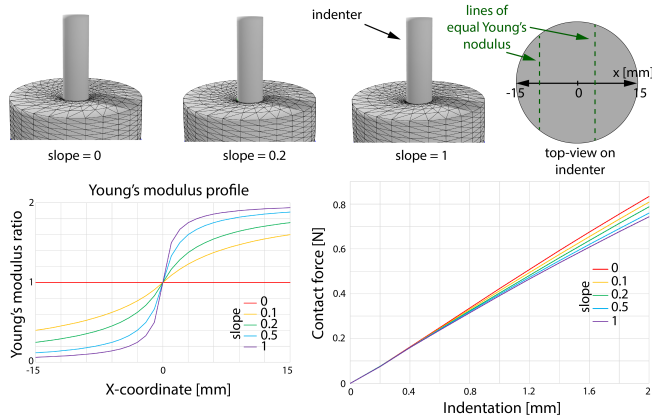 indenter
lines of
equal Young's
nodulus
x [mm]
-15
0
15
slope = 0
slope = 0.2
slope = 1
top-view on
indenter
Young's modulus profile
Young's modulus ratio
2
1
0
slope
0
0.1
0.2
0.5
1
-15
0
15
X-coordinate [mm]
Contact force [N]
0.8
0.6
0.4
0.2
0
slope
0
0.1
0.2
0.5
1
0
0.4
0.8
1.2
1.6
2
Indentation [mm]